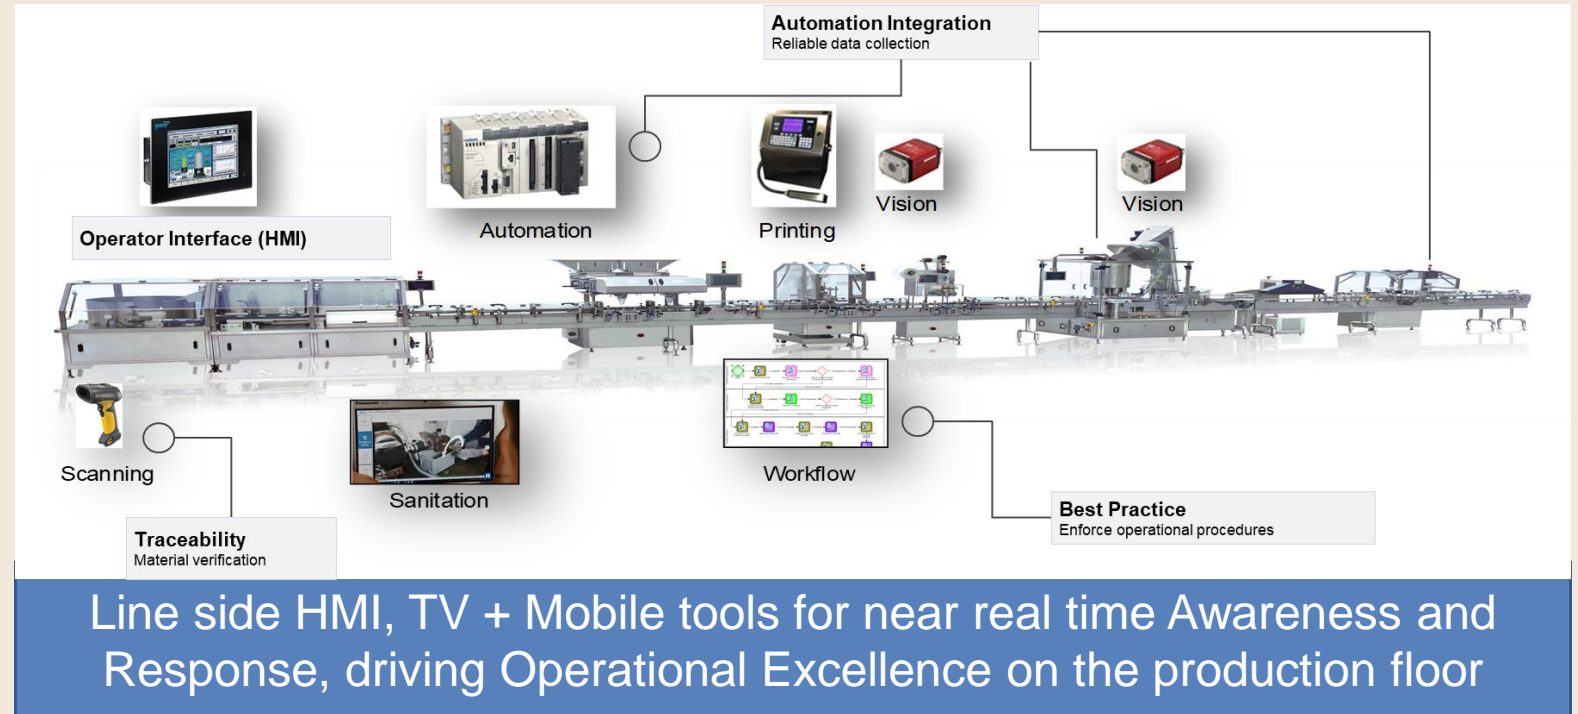 Automation Integration
Reliable data collection
Operator Interface (HMI)
Automation
Printing
Vision
Vision
Scanning
Sanitation
Workflow
Traceability
Material verification
Best Practice
Enforce operational procedures
Line side HMI, TV + Mobile tools for near real time Awareness and
Response, driving Operational Excellence on the production floor